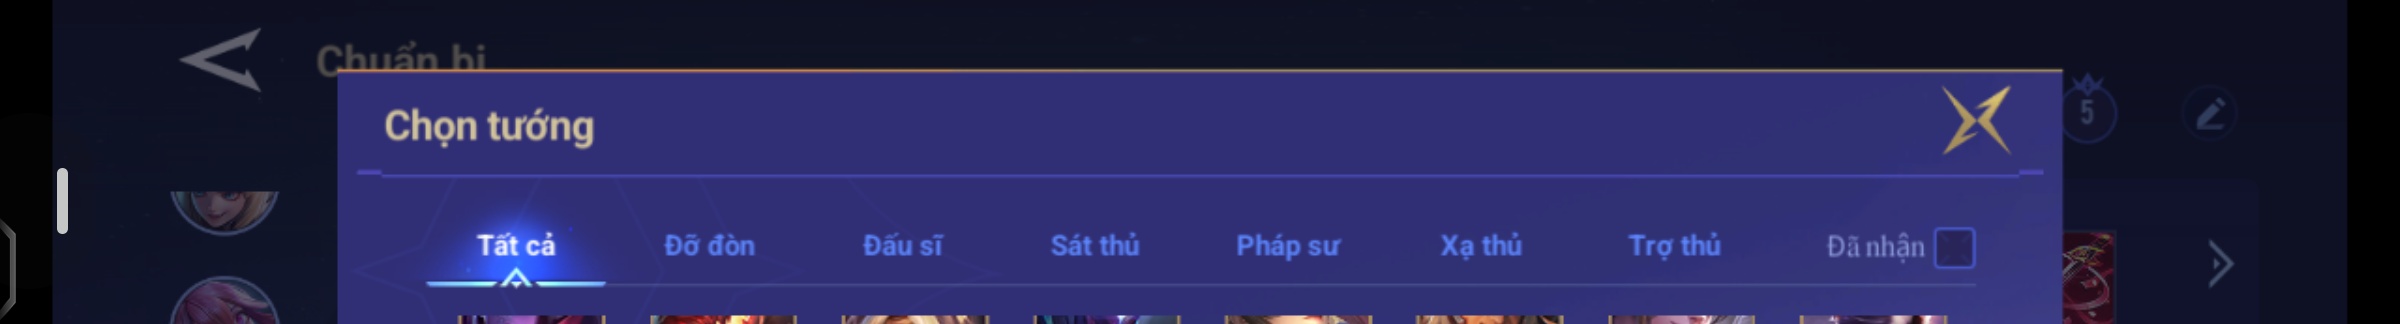 Chuẩn bị
Chọn tướng
5
Tất cả Đỡ đòn Đấu sĩ Sát thủ Pháp sư Xạ thủ Trợ thủ Đã nhận